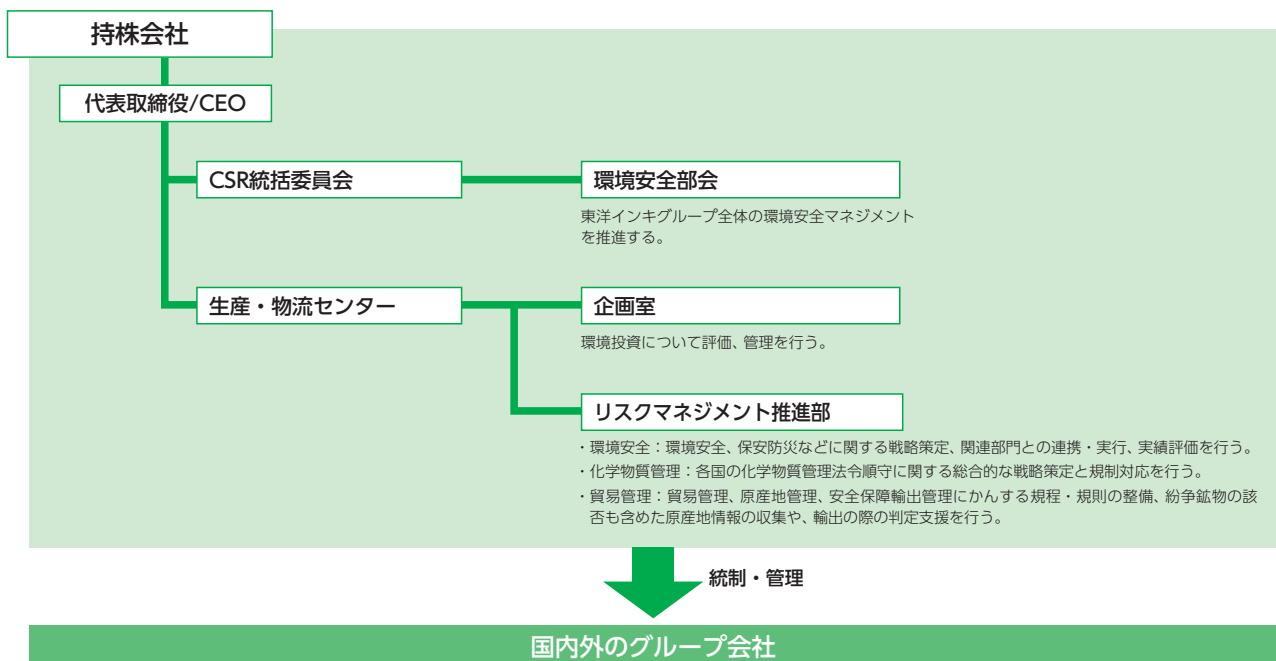 持株会社
代表取締役/CEO
CSR統括委員会
環境安全部会
東洋インキグループ全体の環境安全マネジメント
を推進する。
生産・物流センター
企画室
環境投資について評価、管理を行う。
リスクマネジメント推進部
・環境安全：環境安全、保安防災などに関する戦略策定、関連部門との連携・実行、実績評価を行う。
・化学物質管理：各国の化学物質管理法令順守に関する総合的な戦略策定と規制対応を行う。
・貿易管理：貿易管理、原産地管理、安全保障輸出管理にかんする規程・規則の整備、紛争鉱物の該
否も含めた原産地情報の収集や、輸出の際の判定支援を行う。
統制・管理
国内外のグループ会社